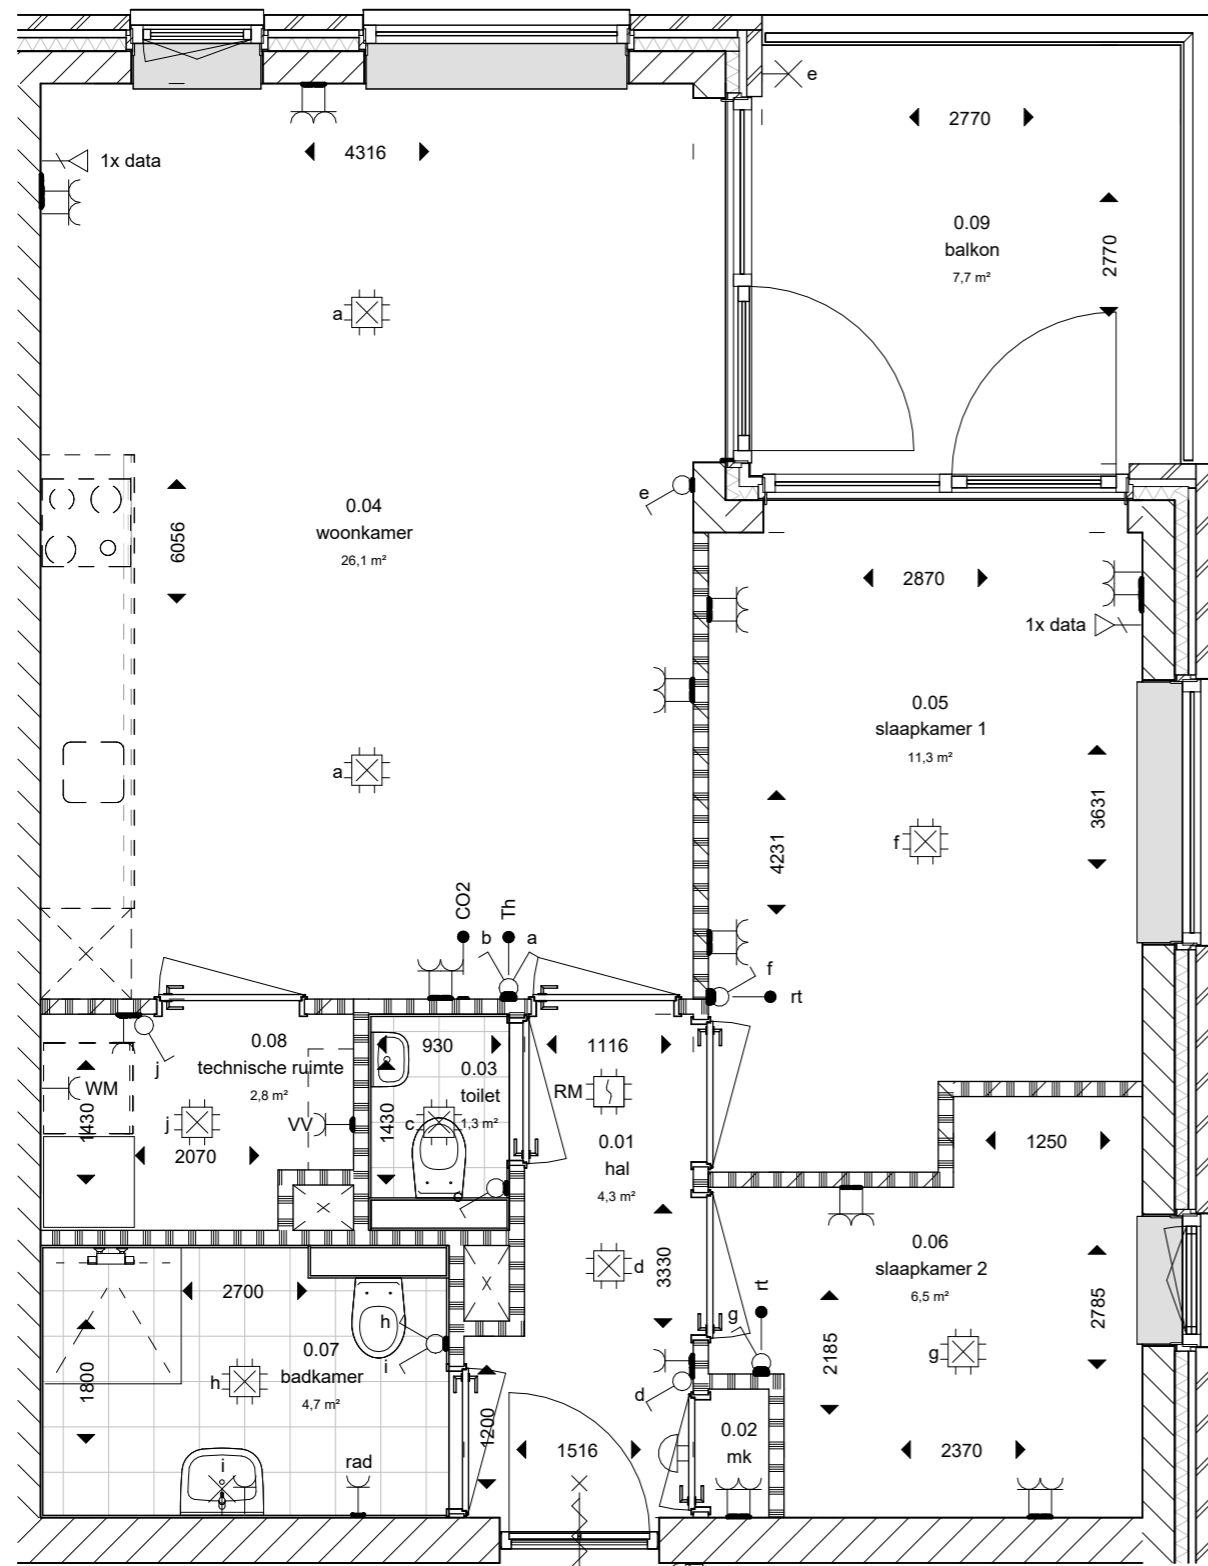 e
2770
4316
1x data
0.09
balkon
7,7 m²
2770
a
e
0.04
woonkamer
26,1 m²
6056
2870
1x data
0.05
slaapkamer 1
11,3 m²
a
3631
4231
f
CO2
Th
b
a
f
rt
0.08
technische ruimte
2,8 m²
j
WM
1430
j
2070
VV
930
0.03
toilet
1,3 m²
c
1430
c
1116
RM
0.01
hal
4,3 m²
d
3330
1250
0.06
slaapkamer 2
6,5 m²
2785
rt
g
2185
g
2700
h
i
0.07
badkamer
4,7 m²
h
1800
i
rad
1200
1516
d
0.02
mk
2370